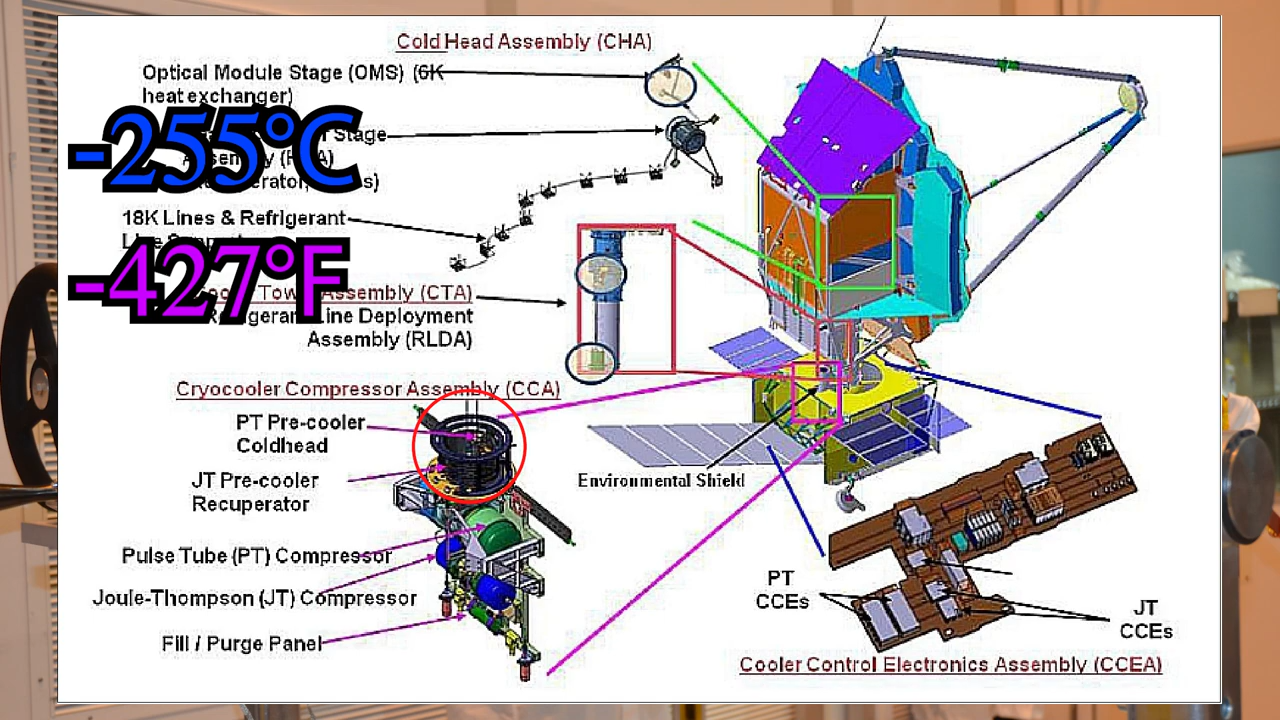 Cold Head Assembly (CHA)
Optical Module Stage (OMS) (6K
heat exchanger)
-255°C
Stage
18K Lines & Refrigerant
-427°F
Assembly (CTA)
Line Deployment
Assembly (RLDA)
Cryocooler Compressor Assembly (CCA)
PT Pre-cooler
Coldhead
JT Pre-cooler
Recuperator
Pulse Tube (PT) Compressor
Joule-Thompson (JT) Compressor
Fill / Purge Panel
Environmental Shield
PT
CCEs
JT
CCEs
Cooler Control Electronics Assembly (CCEA)